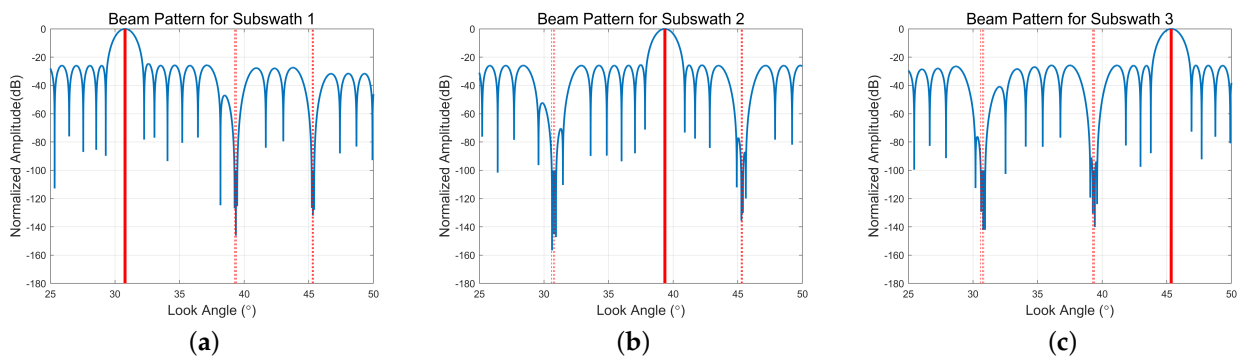 Beam Pattern for Subswath 1
Normalized Amplitude(dB)
0
-20
-40
-60
-80
-100
-120
-140
-160
-180
25 30 35 40 45 50
Look Angle (°)
(a)
Beam Pattern for Subswath 2
Normalized Amplitude(dB)
0
-20
-40
-60
-80
-100
-120
-140
-160
-180
25 30 35 40 45 50
Look Angle (°)
(b)
Beam Pattern for Subswath 3
Normalized Amplitude(dB)
0
-20
-40
-60
-80
-100
-120
-140
-160
-180
25 30 35 40 45 50
Look Angle (°)
(c)